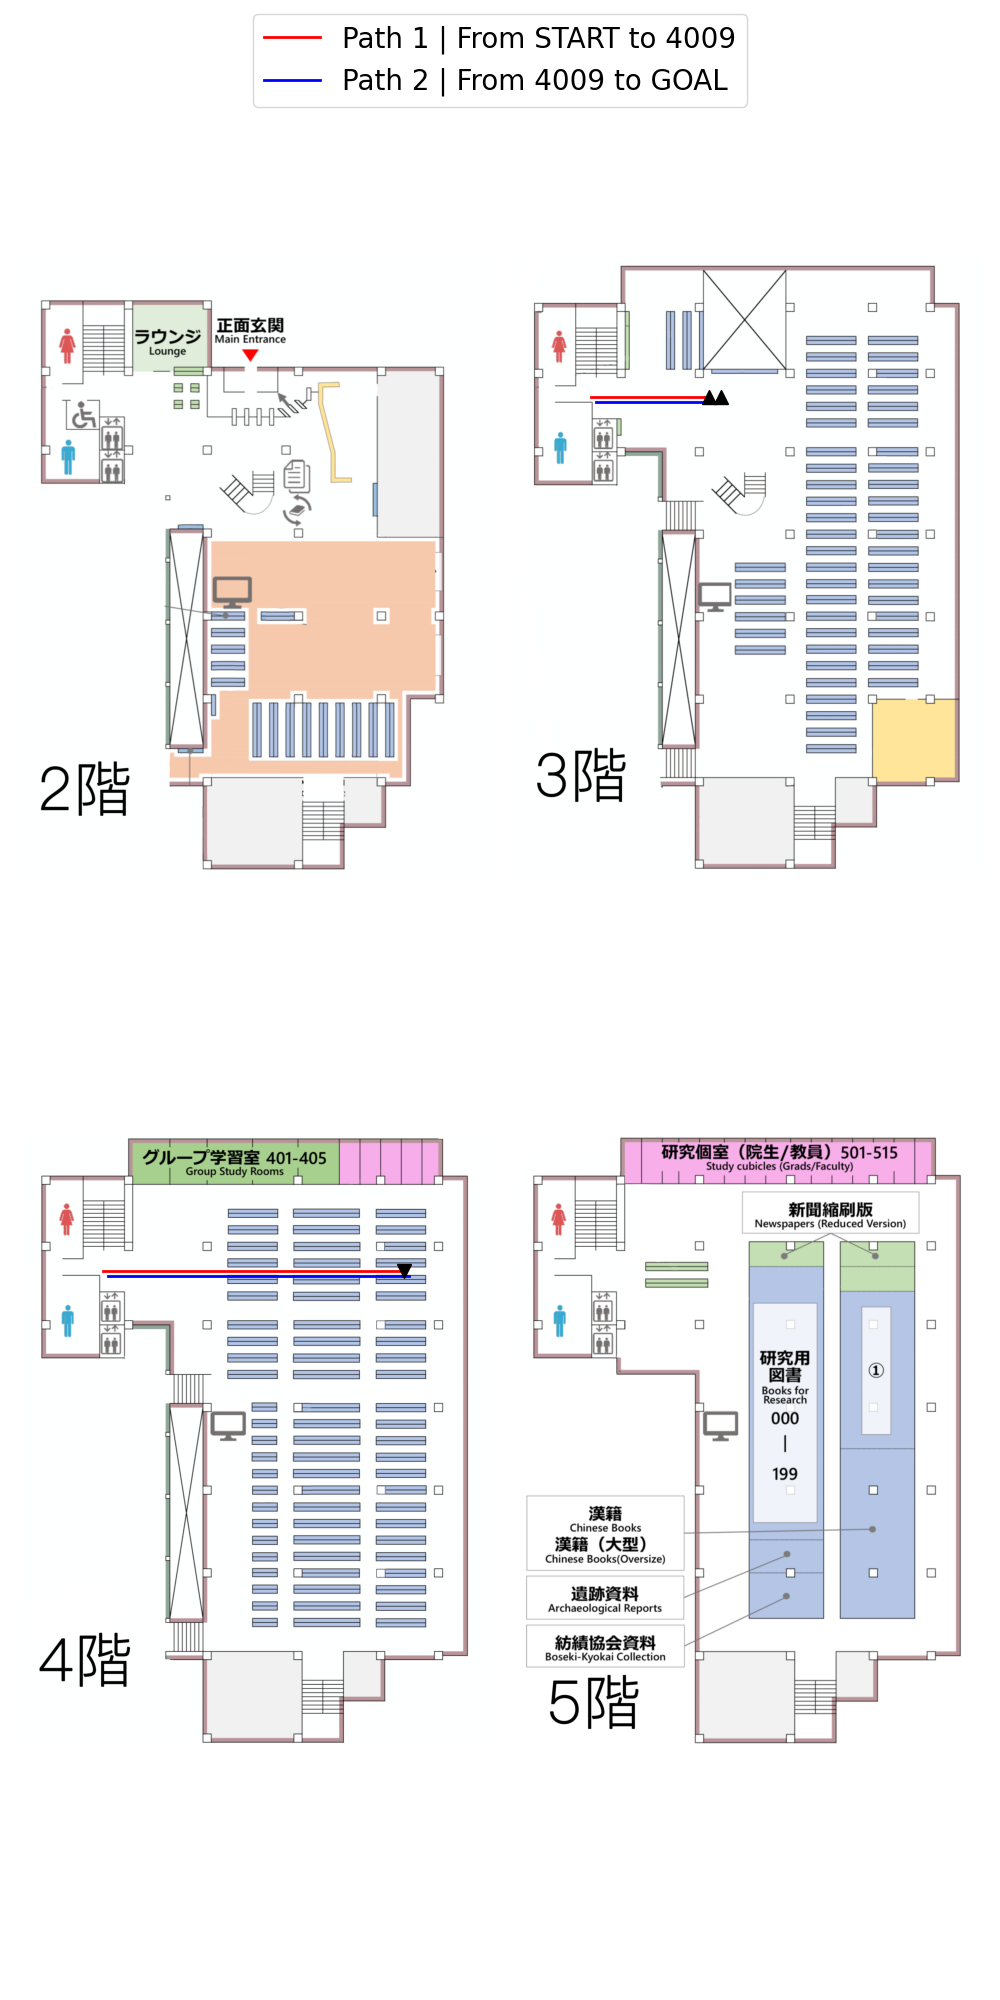 Path 1 | From START to 4009
Path 2 | From 4009 to GOAL
ラウンジ
Lounge
正面玄関
Main Entrance
2階
3階
グループ学習室 401-405
Group Study Rooms
4階
研究個室（院生/教員）501-515
Study cubicles (Grads/Faculty)
新聞縮刷版
Newspapers (Reduced Version)
研究用
図書
Books for
Research
000
|
199
①
漢籍
Chinese Books
漢籍（大型）
Chinese Books(Oversize)
遺跡資料
Archaeological Reports
紡績協会資料
Boseki-Kyokai Collection
5階